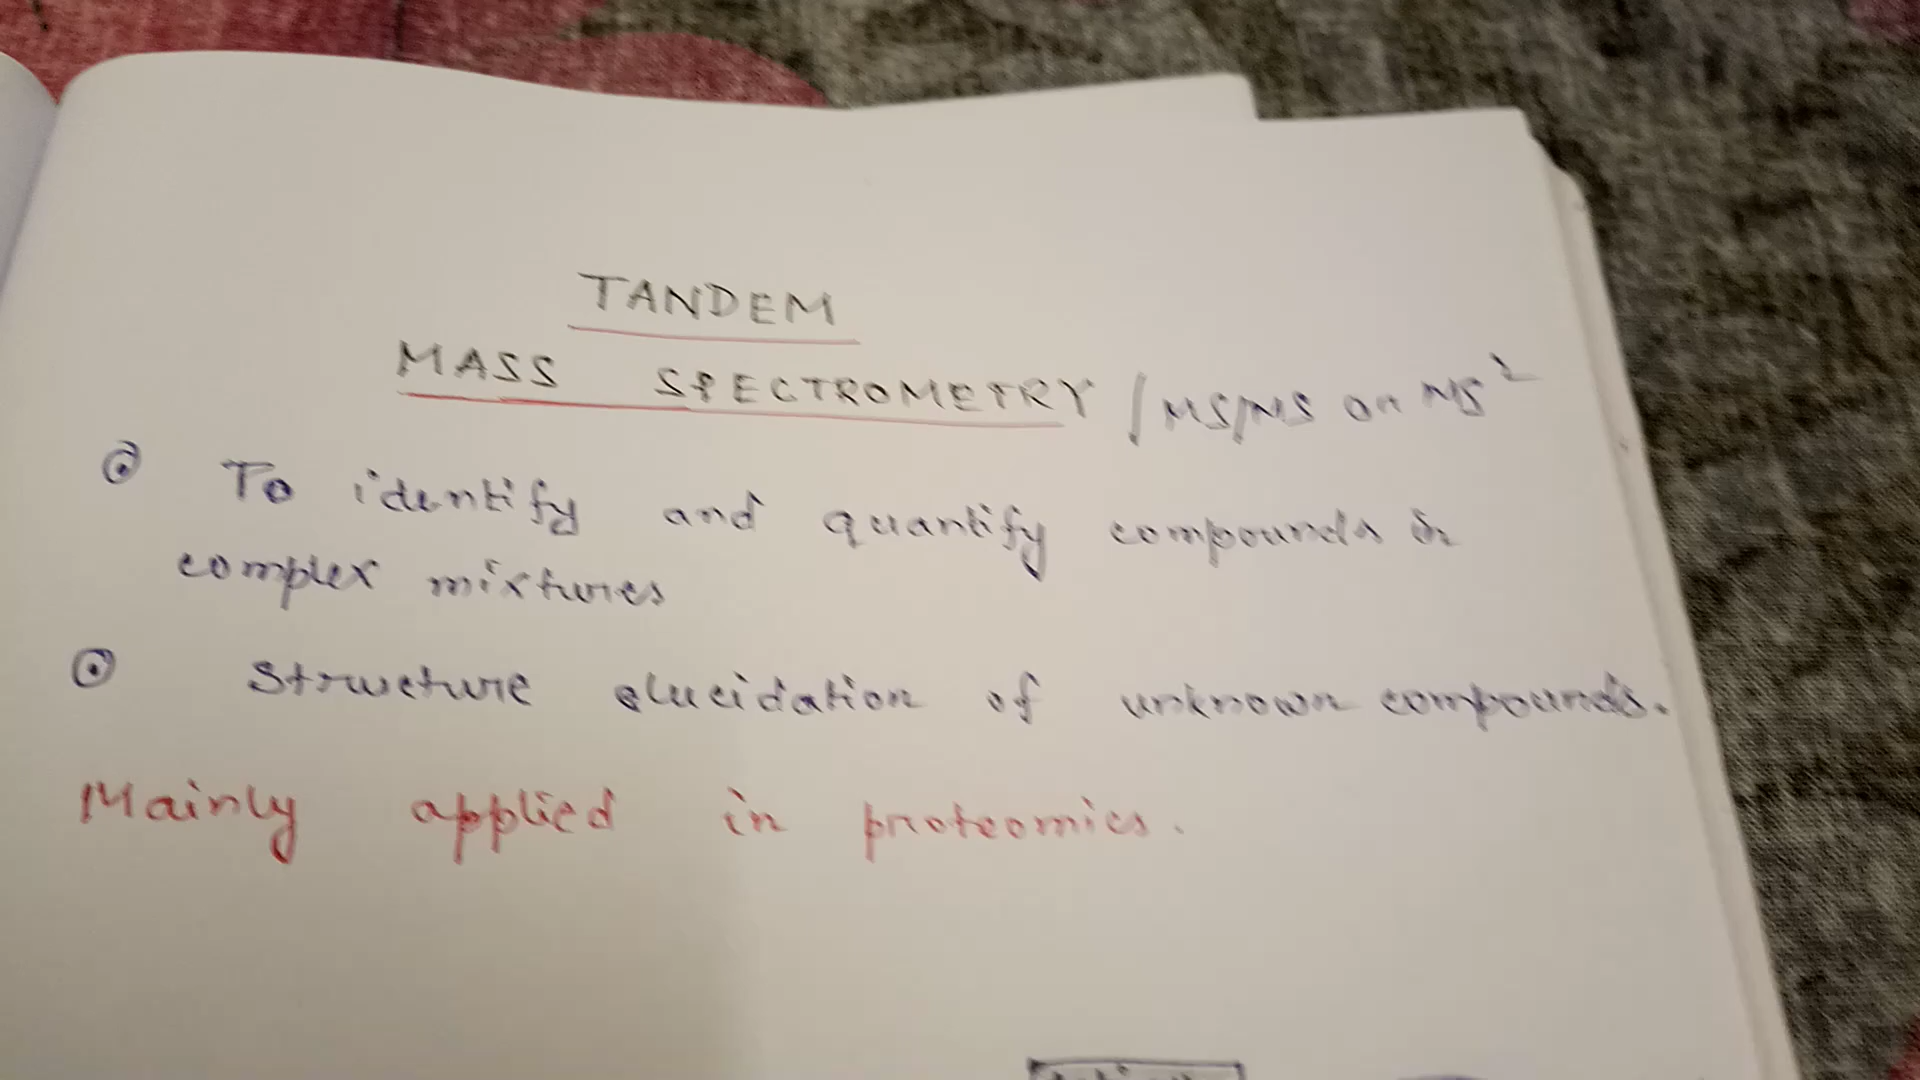 TANDEM
MASS SPECTROMETRY / MS/MS or MS²
To identify and quantify compounds in
complex mixtures
Structure elucidation of unknown compounds.
Mainly applied in proteomics.